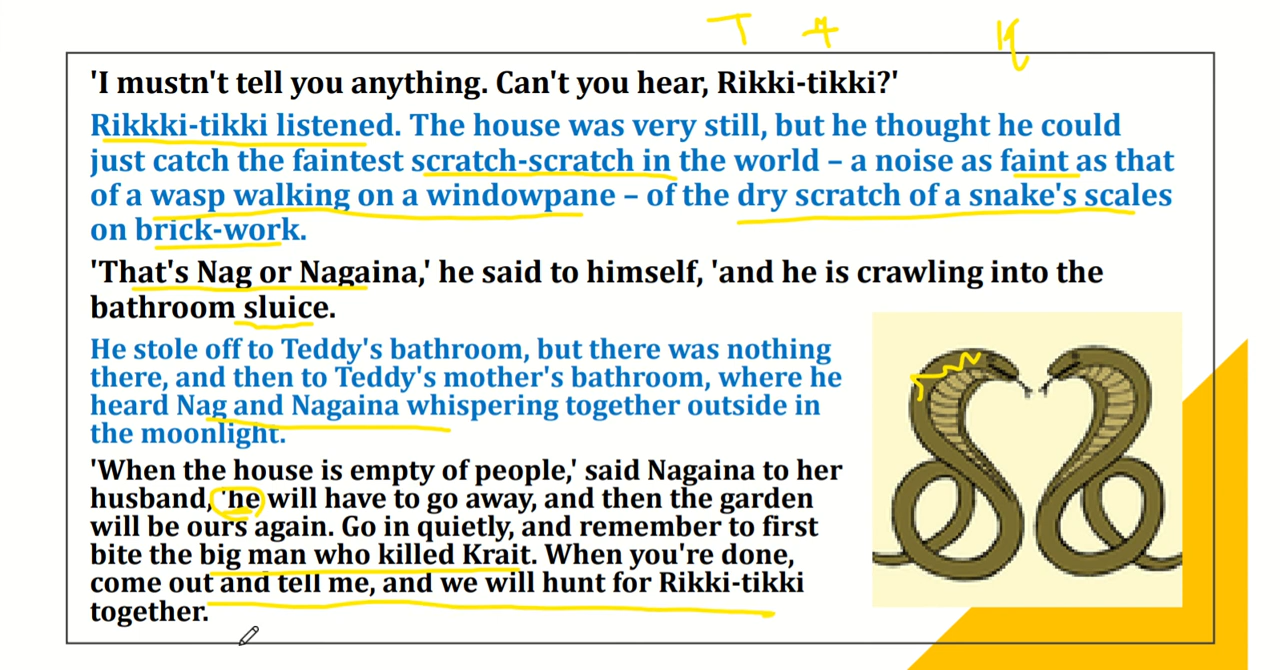 T A
'I mustn't tell you anything. Can't you hear, Rikki-tikki?'
Rikkki-tikki listened. The house was very still, but he thought he could
just catch the faintest scratch-scratch in the world – a noise as faint as that
of a wasp walking on a windowpane – of the dry scratch of a snake's scales
on brick-work.
'That's Nag or Nagaina,' he said to himself, 'and he is crawling into the
bathroom sluice.
He stole off to Teddy's bathroom, but there was nothing
there, and then to Teddy's mother's bathroom, where he
heard Nag and Nagaina whispering together outside in
the moonlight.
'When the house is empty of people,' said Nagaina to her
husband, 'he will have to go away, and then the garden
will be ours again. Go in quietly, and remember to first
bite the big man who killed Krait. When you're done,
come out and tell me, and we will hunt for Rikki-tikki
together.